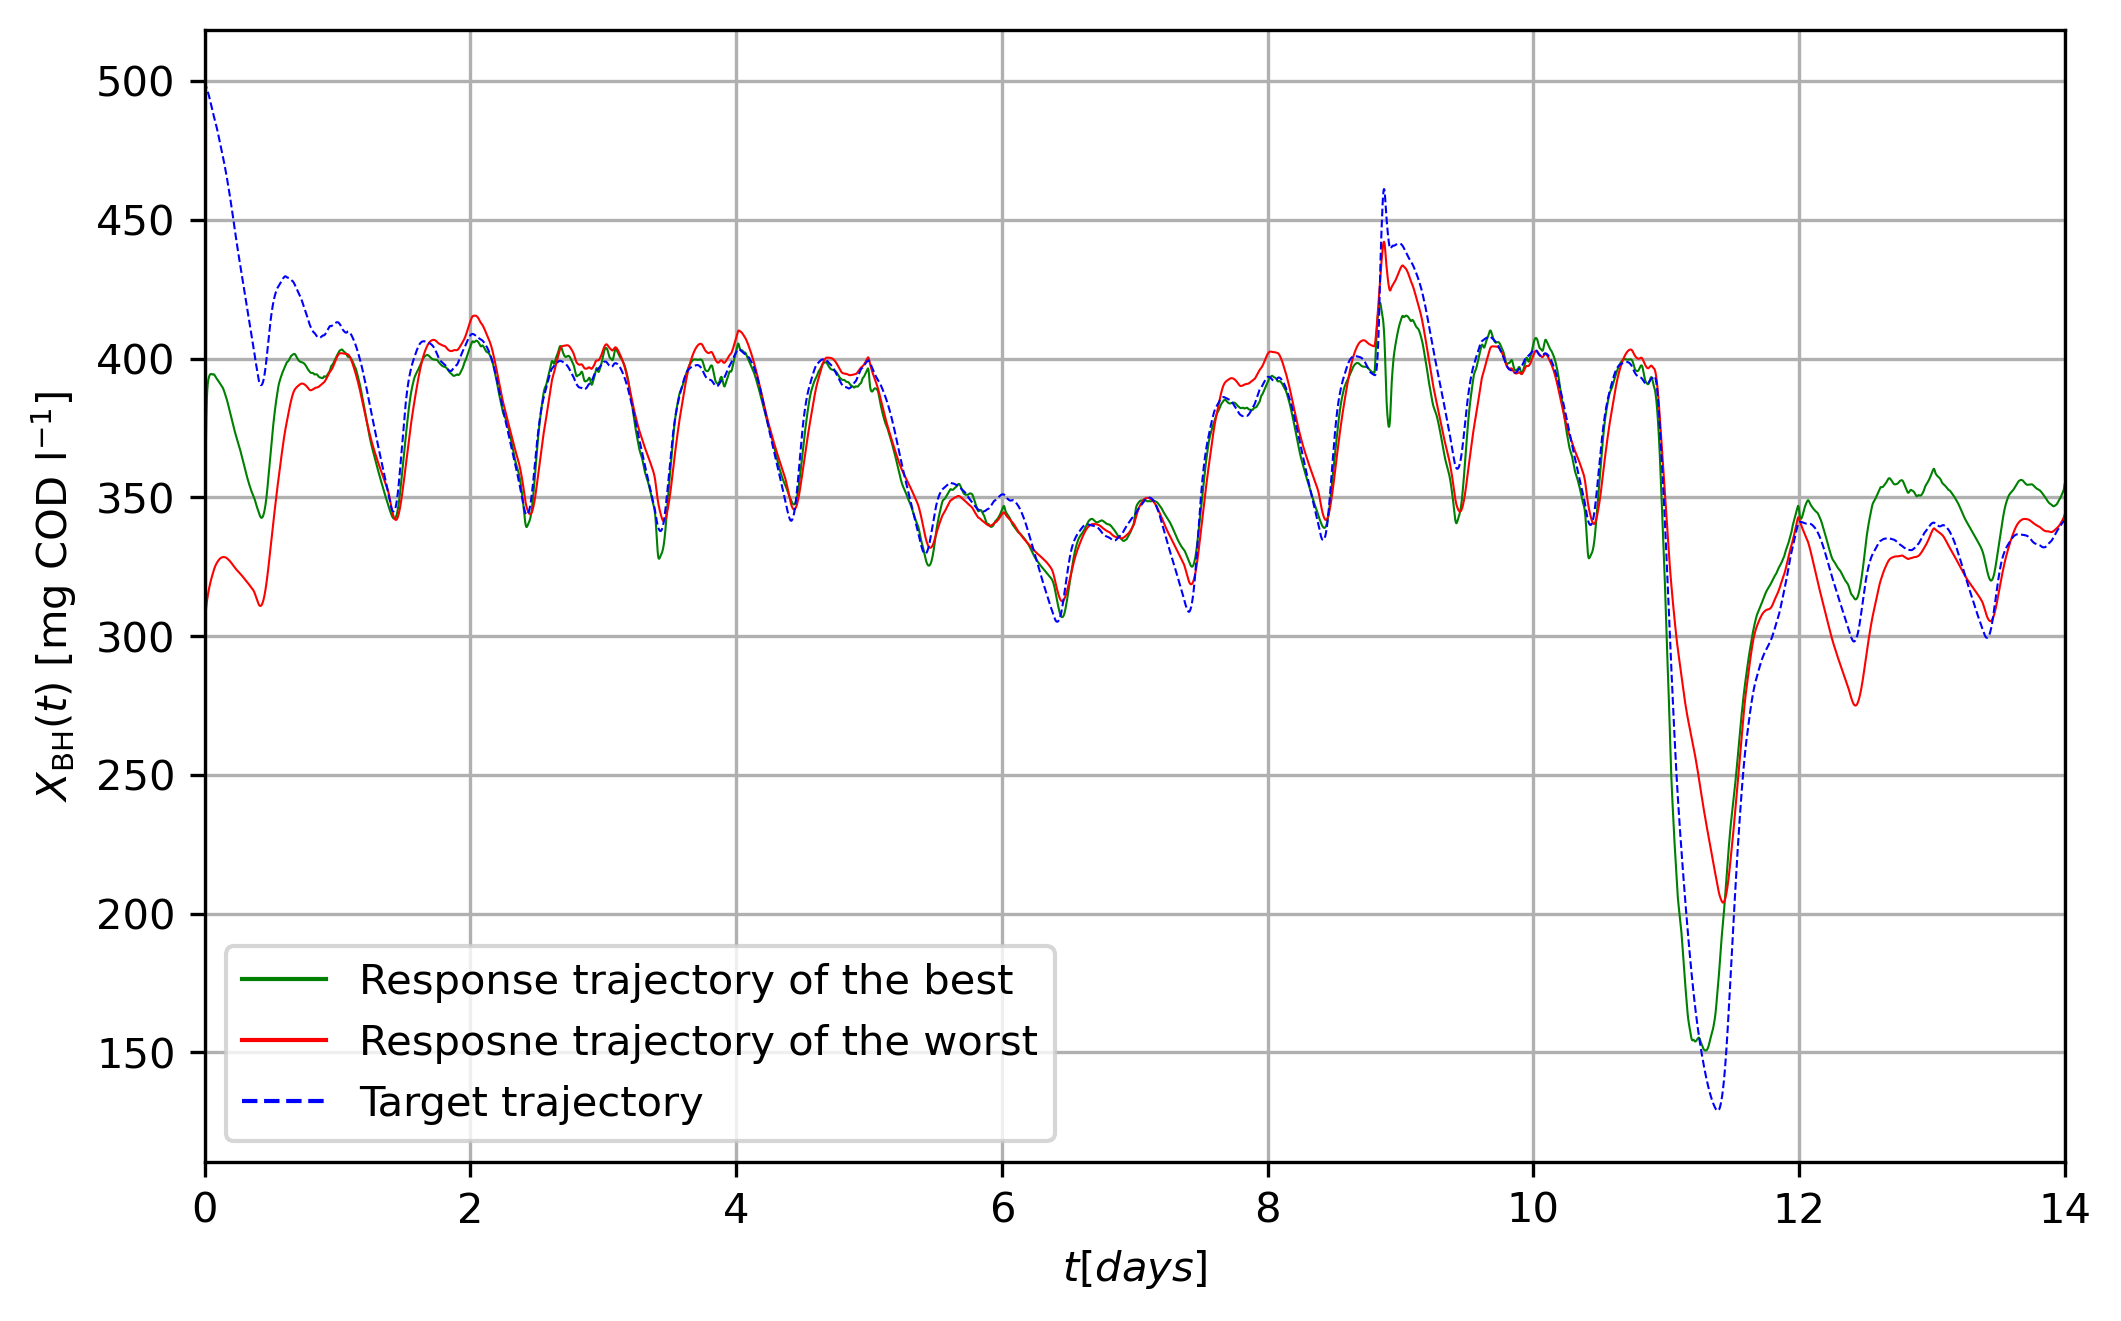 500
450
400
350
300
250
200
150
X_BH(t) [mg COD l⁻¹]
Response trajectory of the best
Resposne trajectory of the worst
Target trajectory
0 2 4 6 8 10 12 14
t[days]